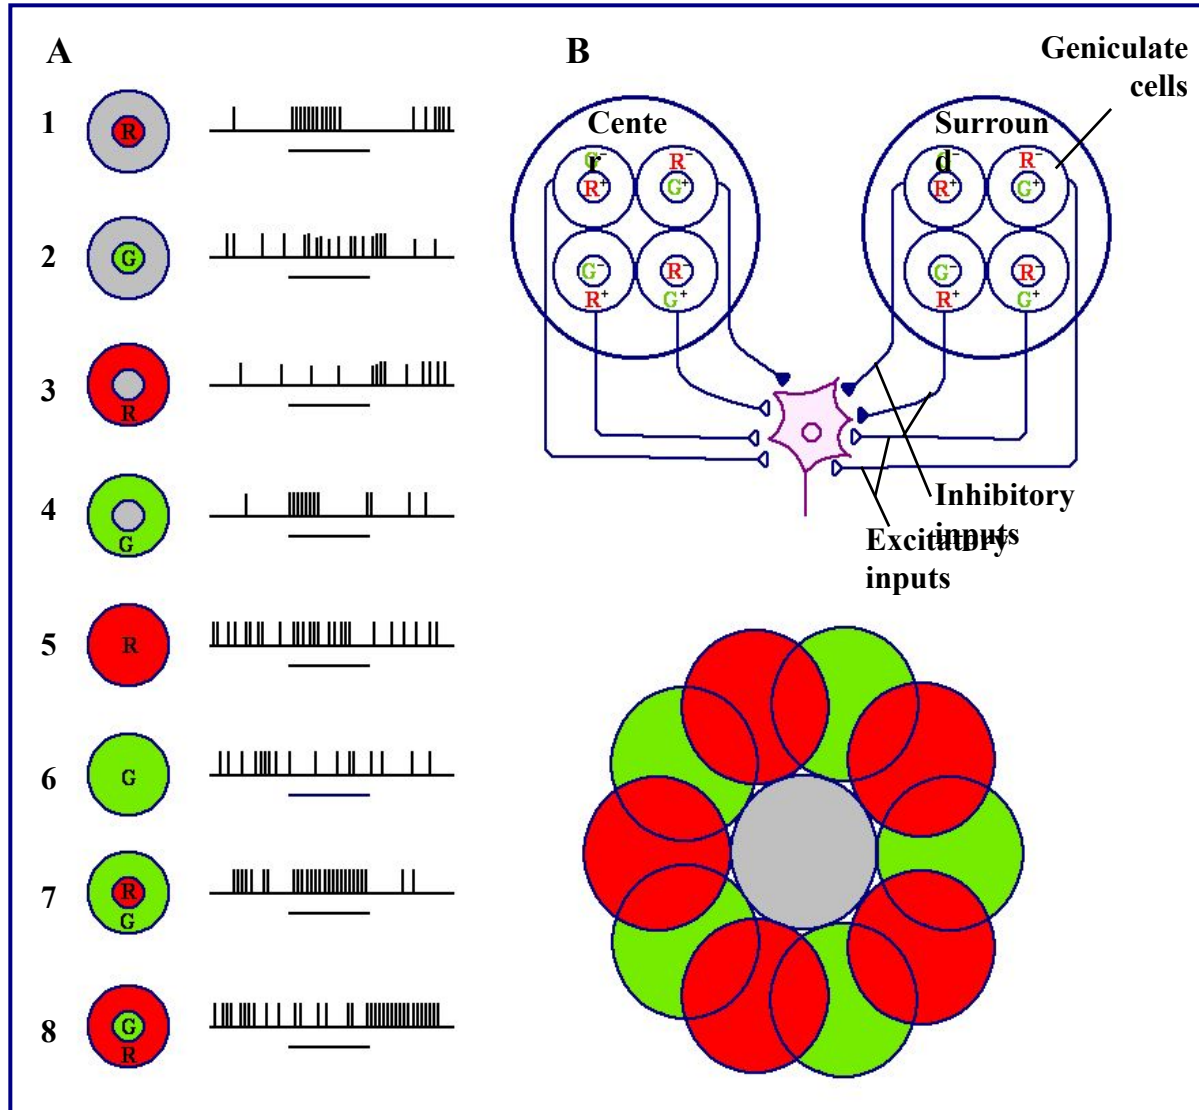 A
1
R
2
G
3
R
4
G
5
R
6
G
7
R
G
8
G
R
B
Geniculate
cells
Cente
r
G⁻ R⁻
R⁺ G⁺
G⁻ R⁻
R⁺ G⁺
Surroun
d
G⁻ R⁻
R⁺ G⁺
G⁻ R⁻
R⁺ G⁺
Inhibitory
inputs
Excitatory
inputs